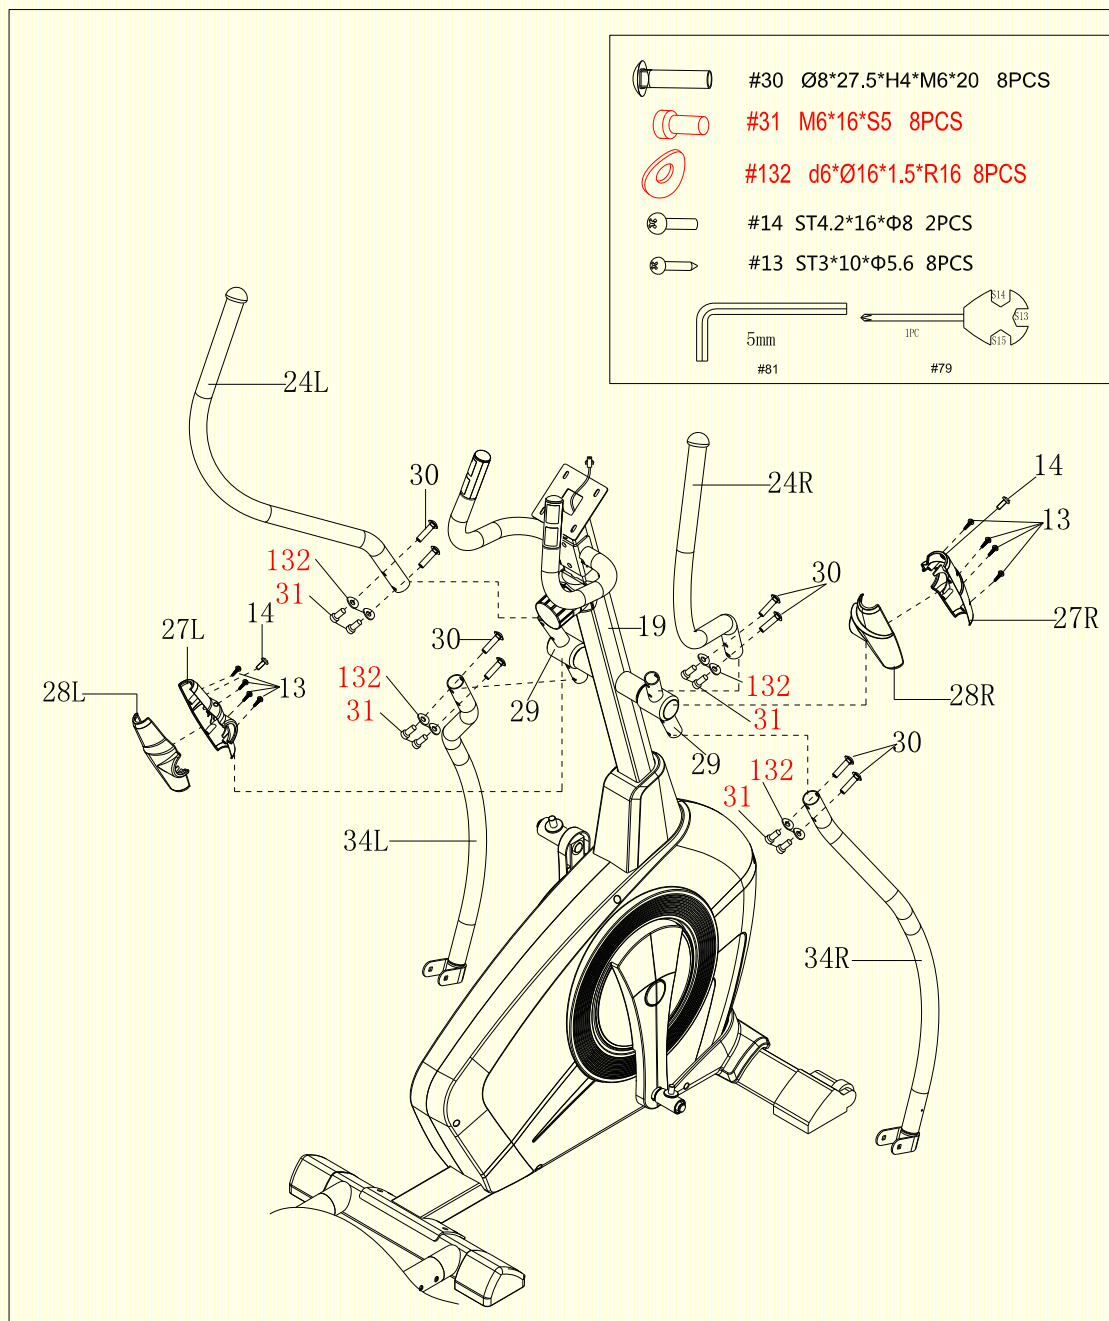 #30 Ø8*27.5*H4*M6*20 8PCS
#31 M6*16*S5 8PCS
#132 d6*Ø16*1.5*R16 8PCS
#14 ST4.2*16*Φ8 2PCS
#13 ST3*10*Φ5.6 8PCS
S14
S13
S15
1PC
5mm
#81
#79
24L
30
132
31
24R
14
13
30
27L
14
30
19
27R
28L
13
132
31
29
132
31
28R
29
30
132
31
34L
34R